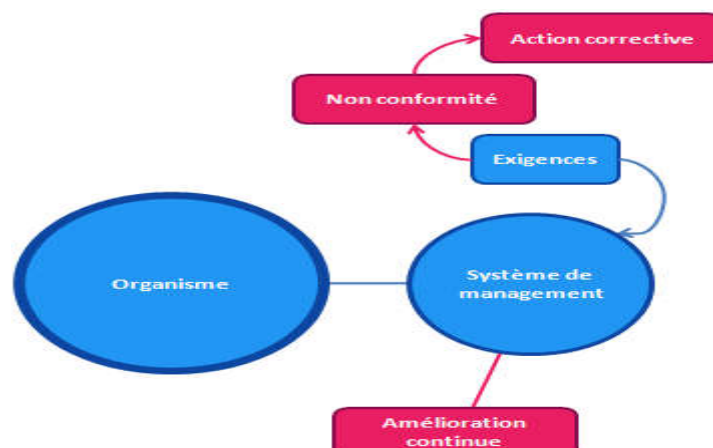 Action corrective
Non conformité
Exigences
Organisme
Système de
management
Amélioration
continue